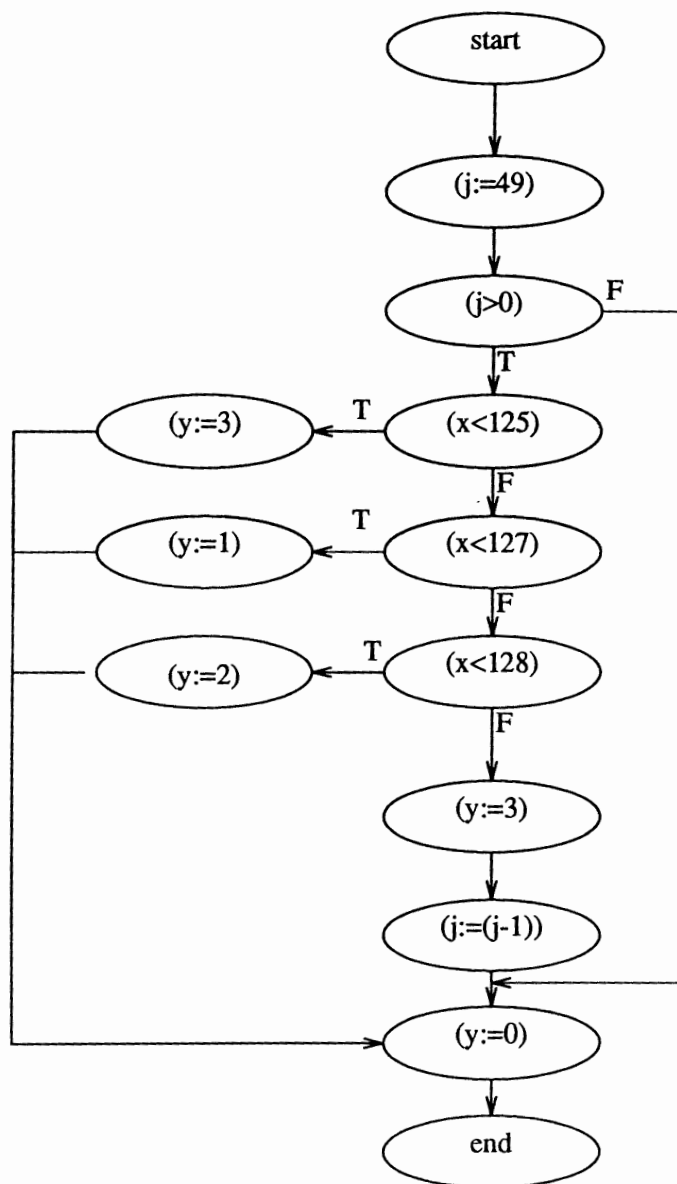 start
(j:=49)
(j>0)
F
T
(y:=3)
T
(x<125)
F
(y:=1)
T
(x<127)
F
(y:=2)
T
(x<128)
F
(y:=3)
(j:=(j-1))
(y:=0)
end